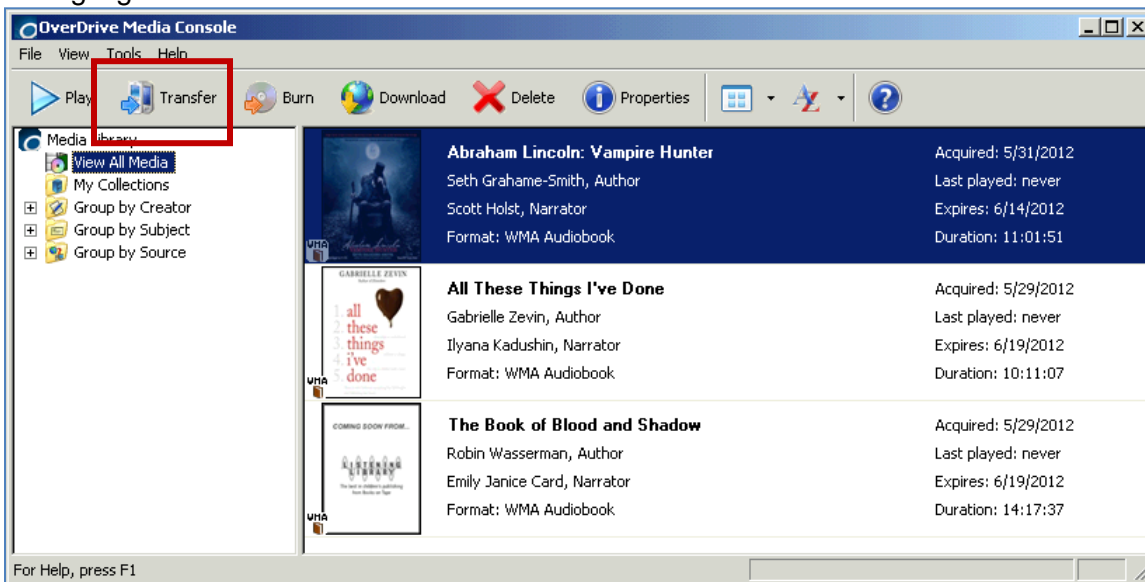 OverDrive Media Console
File View Tools Help
Play Transfer Burn Download Delete Properties
Media Library
View All Media
My Collections
Group by Creator
Group by Subject
Group by Source
Abraham Lincoln: Vampire Hunter
Acquired: 5/31/2012
Seth Grahame-Smith, Author
Last played: never
Scott Holst, Narrator
Expires: 6/14/2012
Format: WMA Audiobook
Duration: 11:01:51
WMA
GABRIELLE ZEVIN
1. all
2. these
3. things
4. i've
5. done
WMA
All These Things I've Done
Acquired: 5/29/2012
Gabrielle Zevin, Author
Last played: never
Ilyana Kadushin, Narrator
Expires: 6/19/2012
Format: WMA Audiobook
Duration: 10:11:07
COMING SOON FROM...
LISTENING
LIBRARY
WMA
The Book of Blood and Shadow
Acquired: 5/29/2012
Robin Wasserman, Author
Last played: never
Emily Janice Card, Narrator
Expires: 6/19/2012
Format: WMA Audiobook
Duration: 14:17:37
For Help, press F1